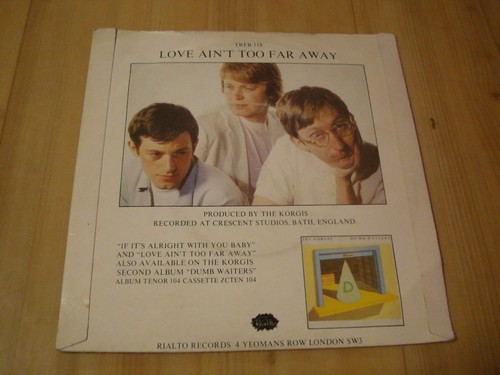 TREB 118
LOVE AIN'T TOO FAR AWAY
PRODUCED BY THE KORGIS
RECORDED AT CRESCENT STUDIOS, BATH, ENGLAND.
"IF IT'S ALRIGHT WITH YOU BABY"
AND "LOVE AIN'T TOO FAR AWAY"
ALSO AVAILABLE ON THE KORGIS
SECOND ALBUM "DUMB WAITERS"
ALBUM TENOR 104 CASSETTE ZCTEN 104
THE KORGIS DUMB WAITERS
D
Rialto
RIALTO RECORDS 4 YEOMANS ROW LONDON SW3